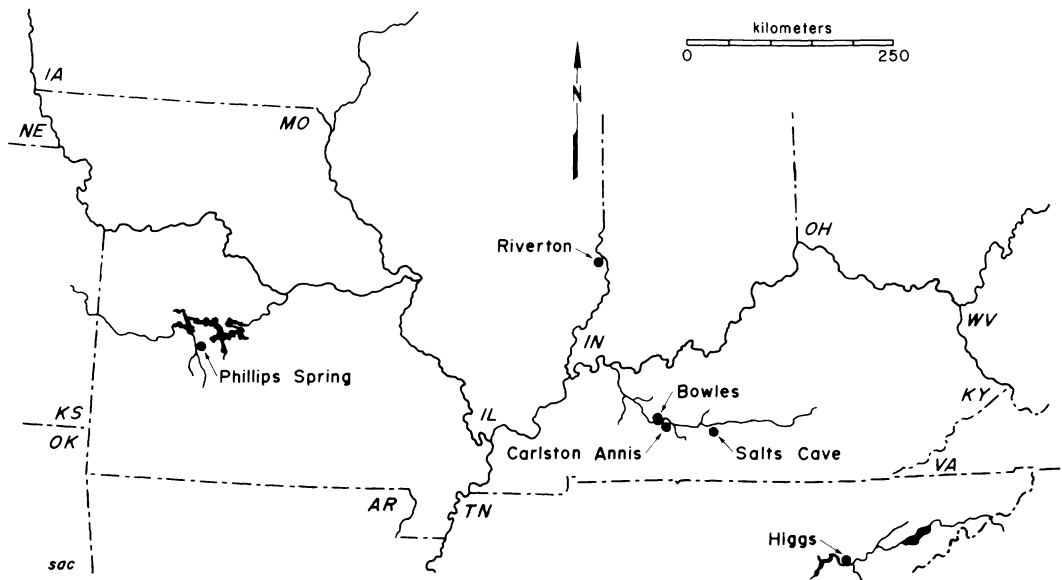 kilometers
0 250
IA
N
MO
NE
OH
Riverton
WV
IN
Phillips Spring
KY
Bowles
KS
IL
OK
Carlston Annis
Salts Cave
VA
AR
TN
Higgs
sac